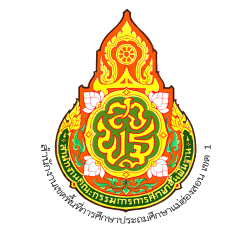 สำนักงานคณะกรรมการการศึกษาขั้นพื้นฐาน
สำนักงานเขตพื้นที่การศึกษาประถมศึกษาแม่ฮ่องสอน เขต 1